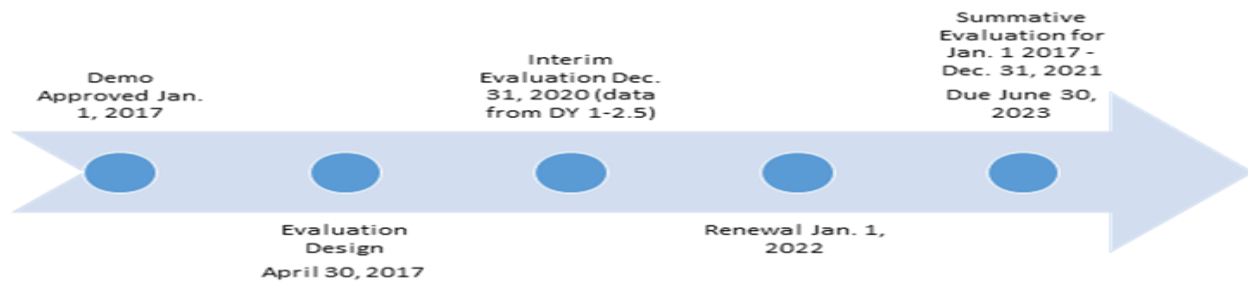 Demo
Approved Jan.
1, 2017
Evaluation
Design
April 30, 2017
Interim
Evaluation Dec.
31, 2020 (data
from DY 1-2.5)
Renewal Jan. 1,
2022
Summative
Evaluation for
Jan. 1 2017 -
Dec. 31, 2021
Due June 30,
2023